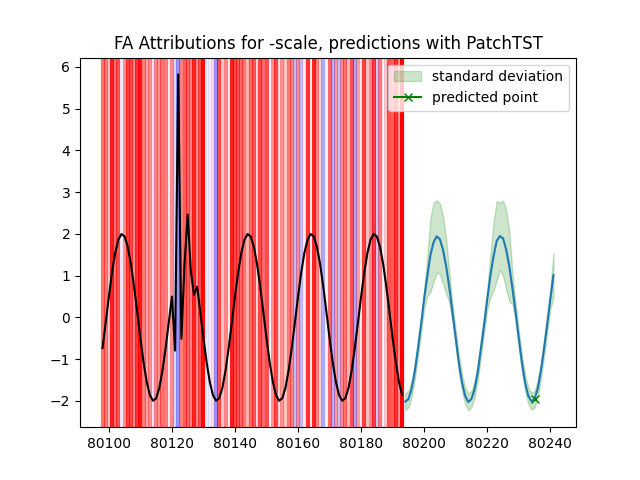 FA Attributions for -scale, predictions with PatchTST
standard deviation
predicted point
6
5
4
3
2
1
0
−1
−2
80100 80120 80140 80160 80180 80200 80220 80240